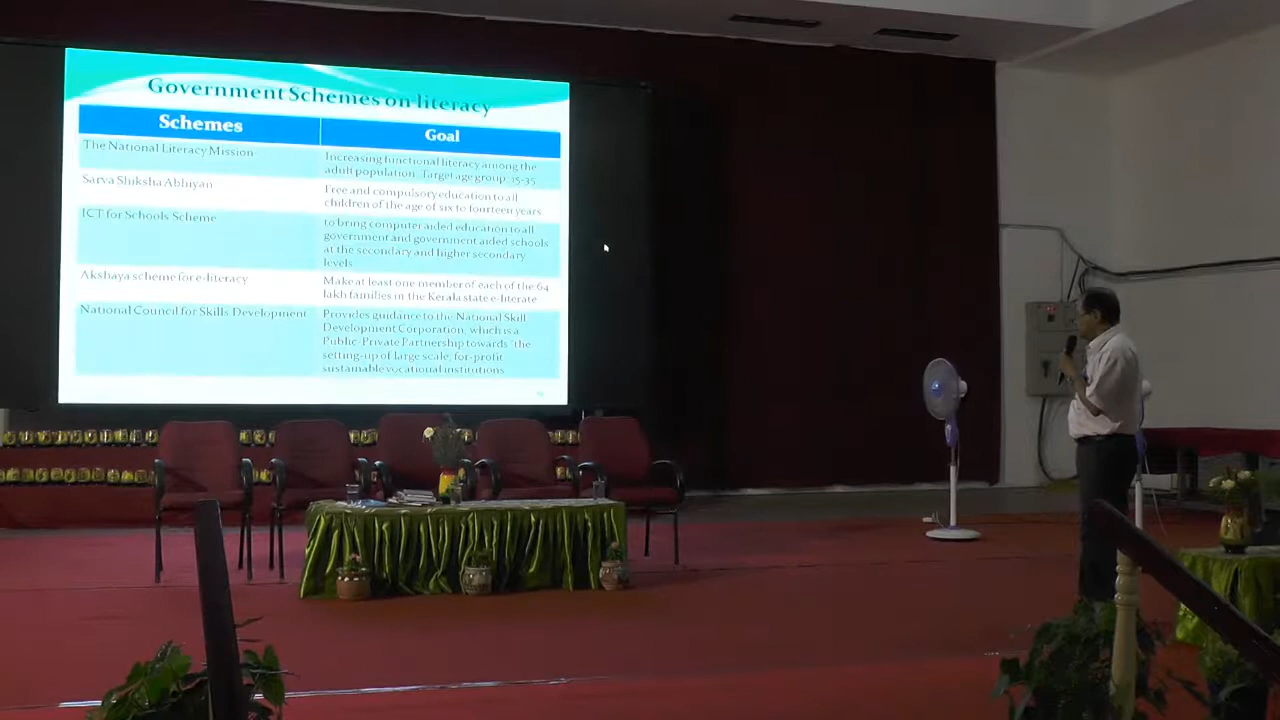 Government Schemes on literacy
Schemes
Goal
The National Literacy Mission
Increasing functional literacy among the
adult population. Target age group, 15-35
Sarva Shiksha Abhiyan
Free and compulsory education to all
children of the age of six to fourteen years
ICT for Schools Scheme
to bring computer aided education to all
government and government aided schools
at the secondary and higher secondary
levels
Akshaya scheme for e-literacy
Make at least one member of each of the 64
lakh families in the Kerala state e-literate
National Council for Skills Development
Provides guidance to the National Skill
Development Corporation, which is a
Public-Private Partnership towards "the
setting-up of large scale, for-profit
sustainable vocational institutions